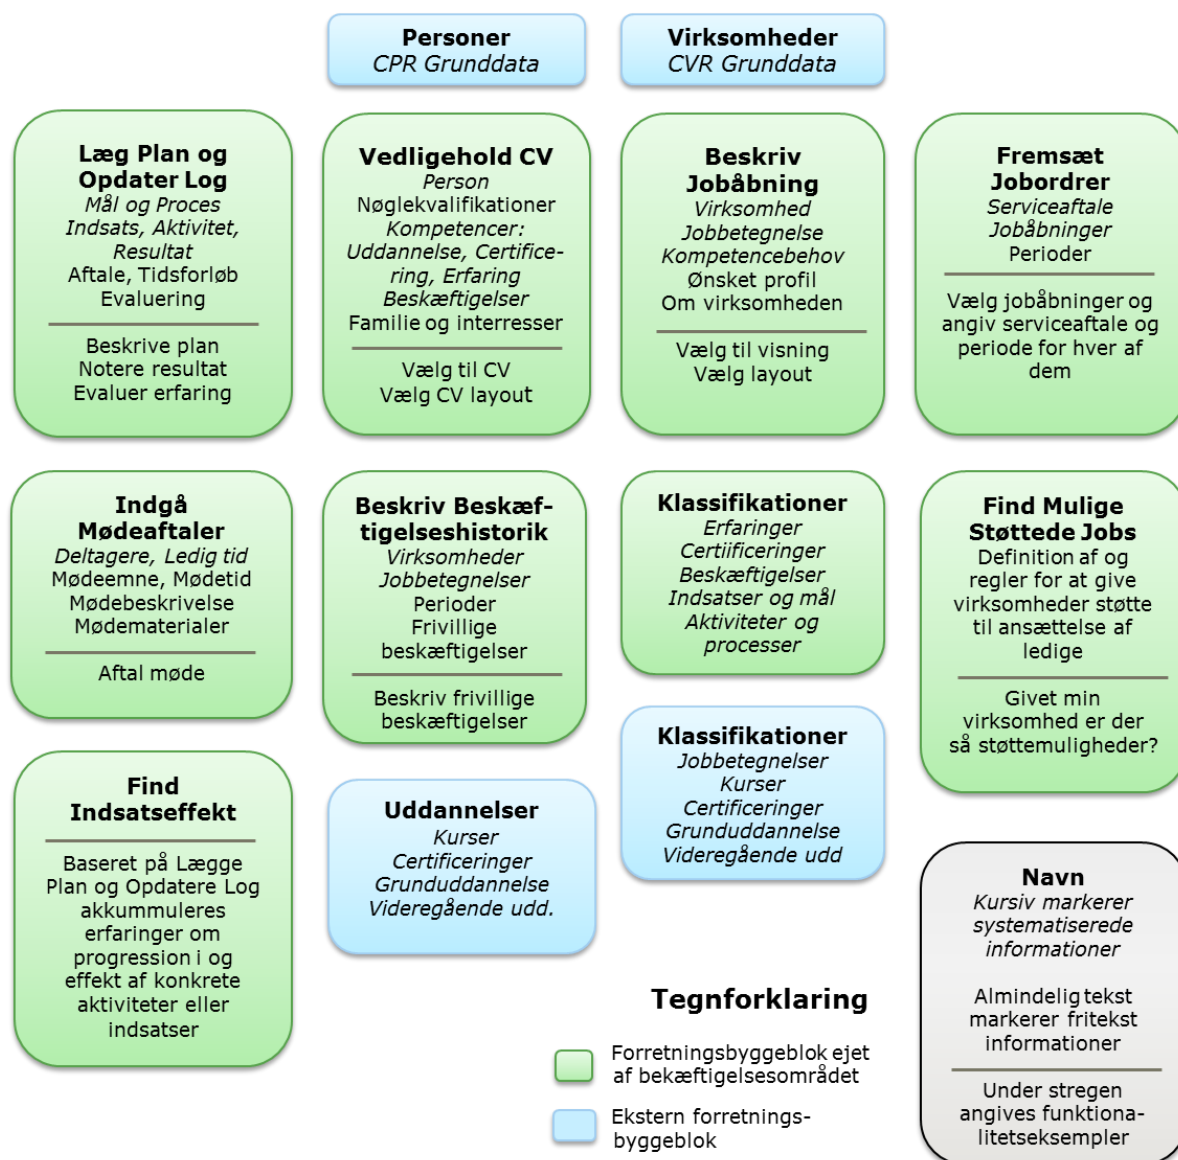 Personer
CPR Grunddata
Virksomheder
CVR Grunddata
Læg Plan og
Opdater Log
Mål og Proces
Indsats, Aktivitet,
Resultat
Aftale, Tidsforløb
Evaluering
Beskrive plan
Notere resultat
Evaluer erfaring
Vedligehold CV
Person
Nøglekvalifikationer
Kompetencer:
Uddannelse, Certifice-
ring, Erfaring
Beskæftigelser
Familie og interresser
Vælg til CV
Vælg CV layout
Beskriv
Jobåbning
Virksomhed
Jobbetegnelse
Kompetencebehov
Ønsket profil
Om virksomheden
Vælg til visning
Vælg layout
Fremsæt
Jobordrer
Serviceaftale
Jobåbninger
Perioder
Vælg jobåbninger og
angiv serviceaftale og
periode for hver af
dem
Indgå
Mødeaftaler
Deltagere, Ledig tid
Mødeemne, Mødetid
Mødebeskrivelse
Mødematerialer
Aftal møde
Beskriv Beskæf-
tigelseshistorik
Virksomheder
Jobbetegnelser
Perioder
Frivillige
beskæftigelser
Beskriv frivillige
beskæftigelser
Klassifikationer
Erfaringer
Certiificeringer
Beskæftigelser
Indsatser og mål
Aktiviteter og
processer
Find Mulige
Støttede Jobs
Definition af og
regler for at give
virksomheder støtte
til ansættelse af
ledige
Givet min
virksomhed er der
så støttemuligheder?
Find
Indsatseffekt
Baseret på Lægge
Plan og Opdatere Log
akkummuleres
erfaringer om
progression i og
effekt af konkrete
aktiviteter eller
indsatser
Uddannelser
Kurser
Certificeringer
Grunduddannelse
Videregående udd.
Klassifikationer
Jobbetegnelser
Kurser
Certificeringer
Grunduddannelse
Videregående udd
Navn
Kursiv markerer
systematiserede
informationer
Almindelig tekst
markerer fritekst
informationer
Under stregen
angives funktiona-
litetseksempler
Tegnforklaring
Forretningsbyggeblok ejet
af bekæftigelsesområdet
Ekstern forretnings-
byggeblok